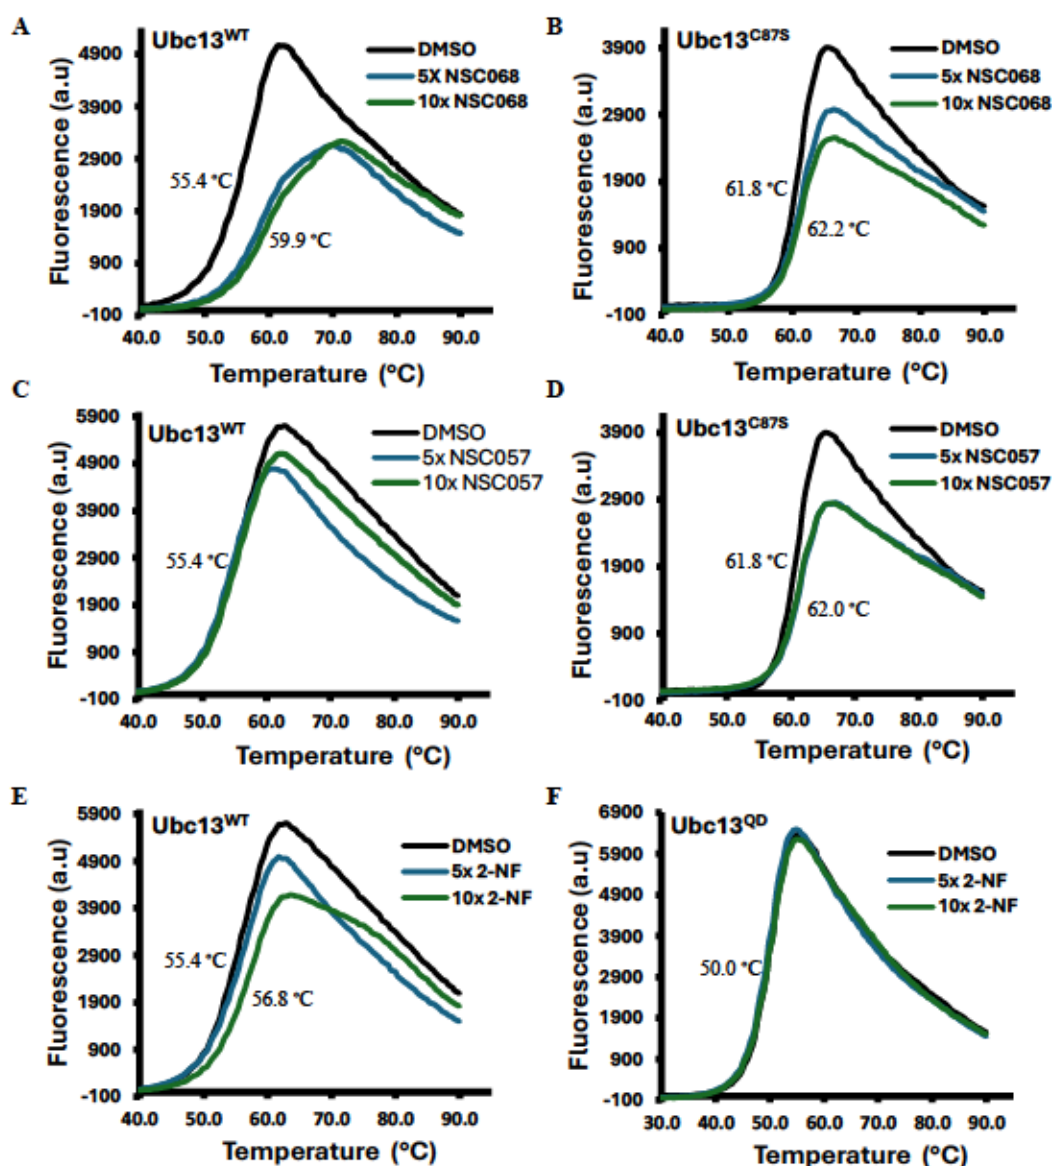 A
Ubc13WT
DMSO
5X NSC068
10x NSC068
Fluorescence (a.u)
4900
3900
2900
1900
900
-100
55.4 °C
59.9 °C
40.0 50.0 60.0 70.0 80.0 90.0
Temperature (°C)
B
Ubc13C87S
DMSO
5x NSC068
10x NSC068
Fluorescence (a.u)
3900
2900
1900
900
-100
61.8 °C
62.2 °C
40.0 50.0 60.0 70.0 80.0 90.0
Temperature (°C)
C
Ubc13WT
DMSO
5x NSC057
10x NSC057
Fluorescence (a.u)
5900
4900
3900
2900
1900
900
-100
55.4 °C
40.0 50.0 60.0 70.0 80.0 90.0
Temperature (°C)
D
Ubc13C87S
DMSO
5x NSC057
10x NSC057
Fluorescence (a.u)
3900
2900
1900
900
-100
61.8 °C
62.0 °C
40.0 50.0 60.0 70.0 80.0 90.0
Temperature (°C)
E
Ubc13WT
DMSO
5x 2-NF
10x 2-NF
Fluorescence (a.u)
5900
4900
3900
2900
1900
900
-100
55.4 °C
56.8 °C
40.0 50.0 60.0 70.0 80.0 90.0
Temperature (°C)
F
Ubc13QD
DMSO
5x 2-NF
10x 2-NF
Fluorescence (a.u)
6900
5900
4900
3900
2900
1900
900
-100
50.0 °C
30.0 40.0 50.0 60.0 70.0 80.0 90.0
Temperature (°C)